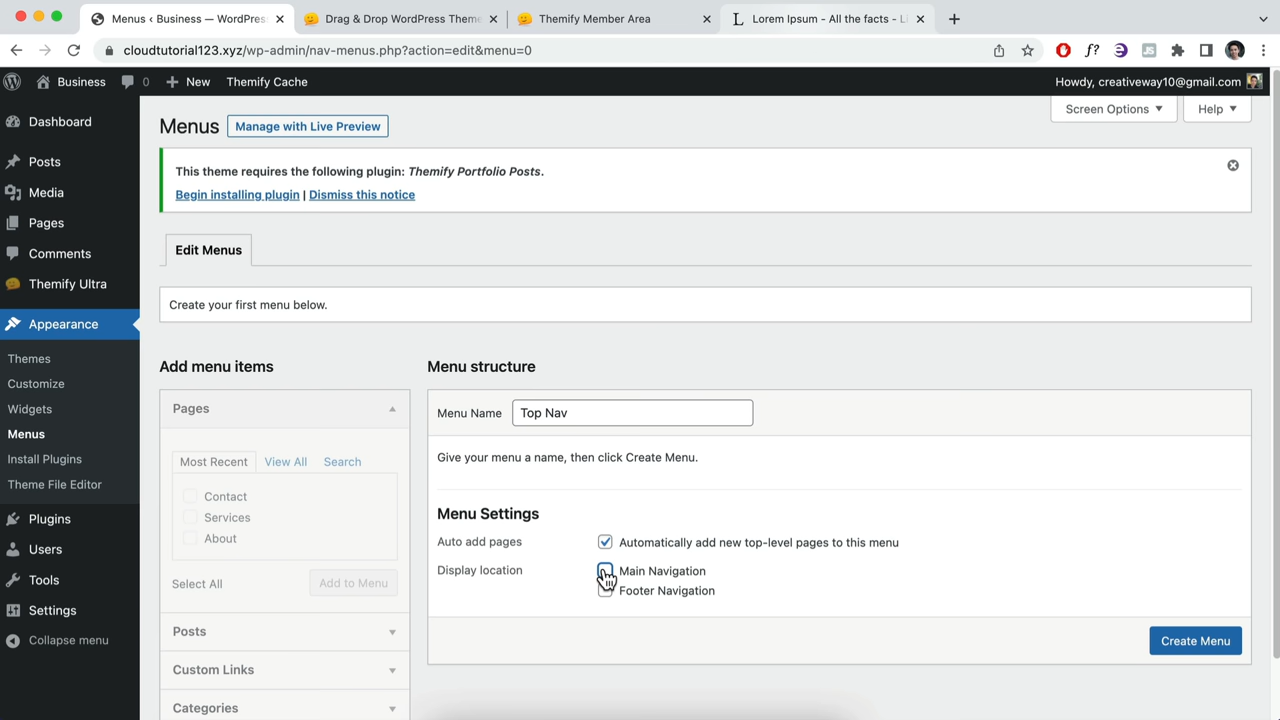 Menus ‹ Business — WordPress
Drag & Drop WordPress Theme
Themify Member Area
Lorem Ipsum - All the facts - Li
cloudtutorial123.xyz/wp-admin/nav-menus.php?action=edit&menu=0
Business
0
New
Themify Cache
Howdy, creativeway10@gmail.com
Dashboard
Posts
Media
Pages
Comments
Themify Ultra
Appearance
Themes
Customize
Widgets
Menus
Install Plugins
Theme File Editor
Plugins
Users
Tools
Settings
Collapse menu
Screen Options
Help
Menus
Manage with Live Preview
This theme requires the following plugin: Themify Portfolio Posts.
Begin installing plugin | Dismiss this notice
Edit Menus
Create your first menu below.
Add menu items
Pages
Most Recent
View All
Search
Contact
Services
About
Select All
Add to Menu
Posts
Custom Links
Categories
Menu structure
Menu Name
Top Nav
Give your menu a name, then click Create Menu.
Menu Settings
Auto add pages
Automatically add new top-level pages to this menu
Display location
Main Navigation
Footer Navigation
Create Menu